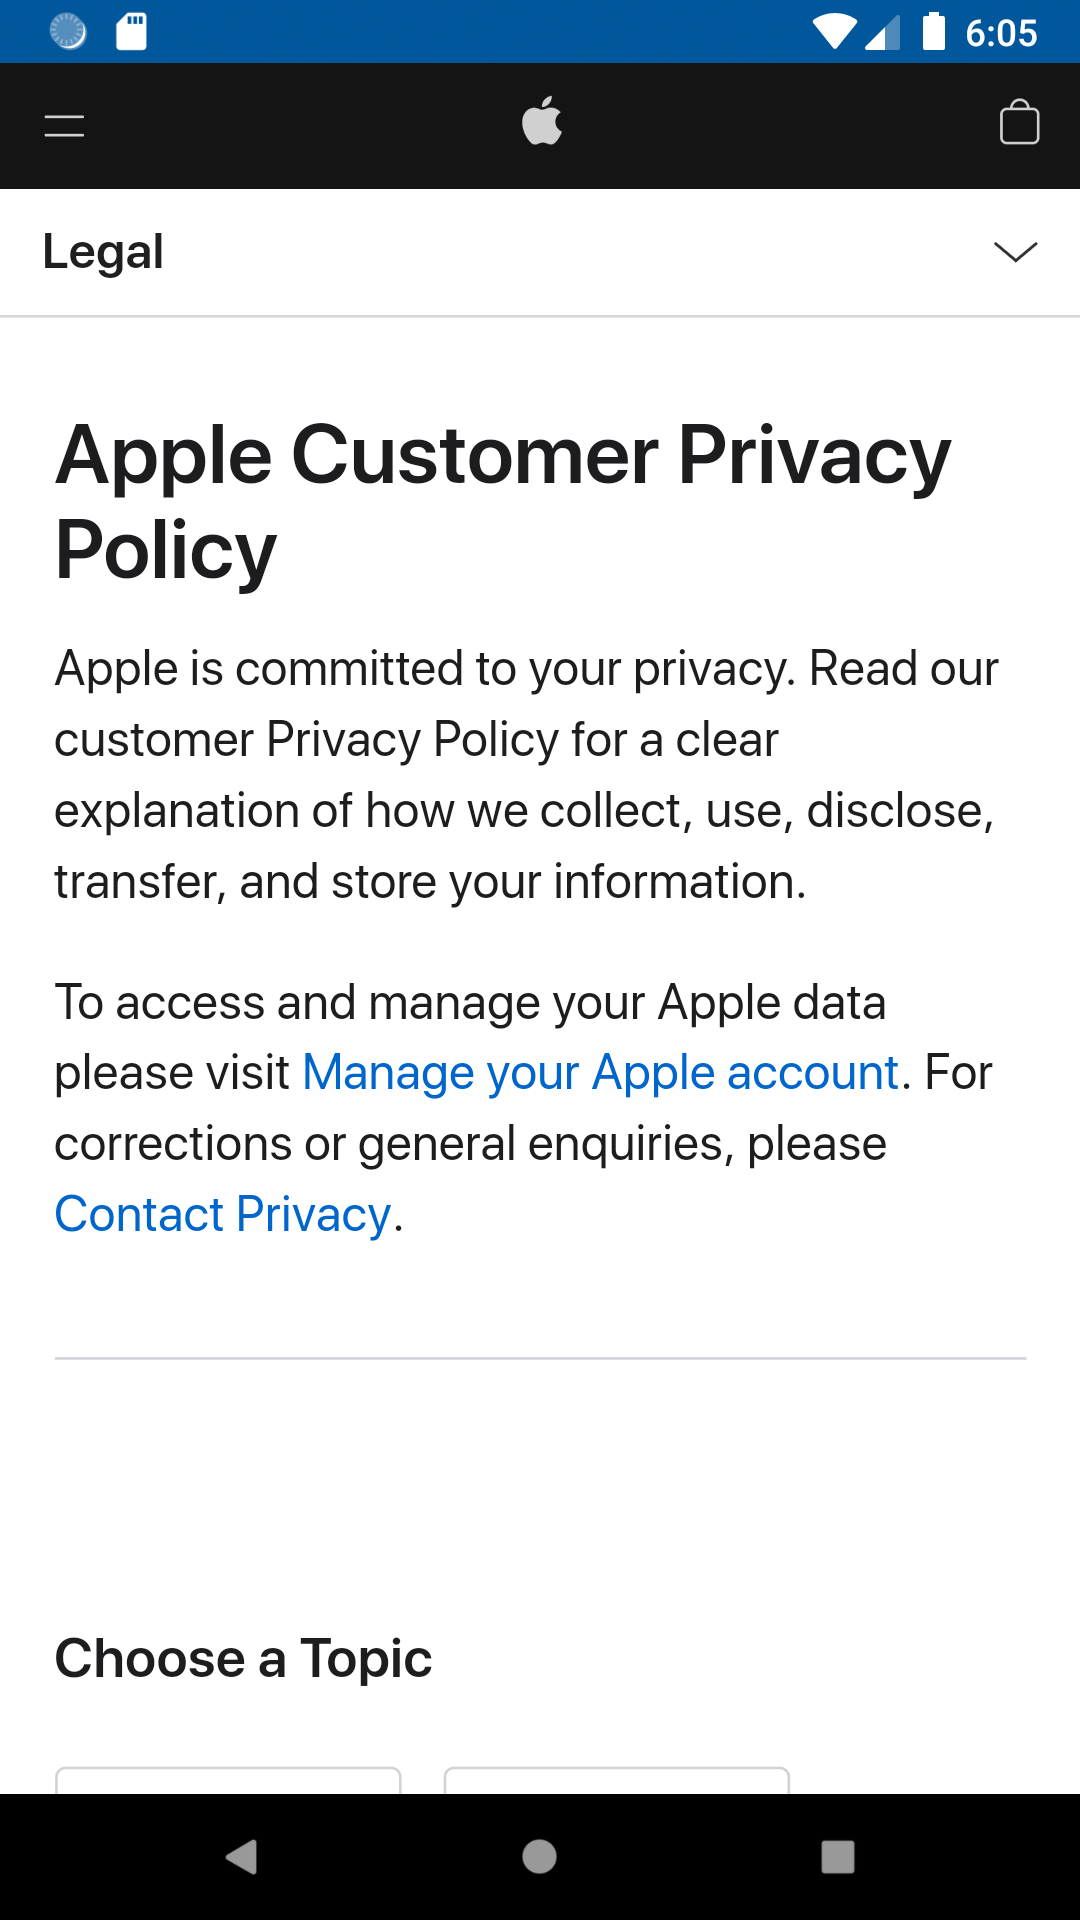 6:05
Legal
Apple Customer Privacy
Policy
Apple is committed to your privacy. Read our
customer Privacy Policy for a clear
explanation of how we collect, use, disclose,
transfer, and store your information.
To access and manage your Apple data
please visit Manage your Apple account. For
corrections or general enquiries, please
Contact Privacy.
Choose a Topic